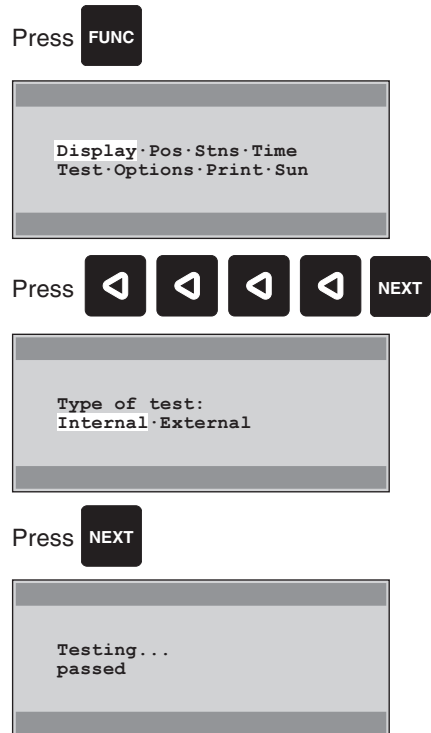 Press FUNC
Display·Pos·Stns·Time
Test·Options·Print·Sun
Press NEXT
Type of test:
Internal·External
Press NEXT
Testing...
passed